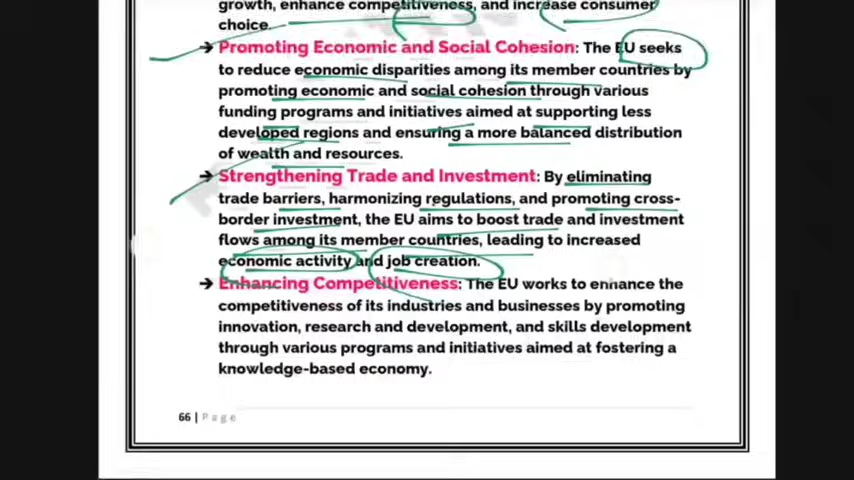 growth, enhance competitiveness, and increase consumer
choice.
→ Promoting Economic and Social Cohesion: The EU seeks
to reduce economic disparities among its member countries by
promoting economic and social cohesion through various
funding programs and initiatives aimed at supporting less
developed regions and ensuring a more balanced distribution
of wealth and resources.
→ Strengthening Trade and Investment: By eliminating
trade barriers, harmonizing regulations, and promoting cross-
border investment, the EU aims to boost trade and investment
flows among its member countries, leading to increased
economic activity and job creation.
→ Enhancing Competitiveness: The EU works to enhance the
competitiveness of its industries and businesses by promoting
innovation, research and development, and skills development
through various programs and initiatives aimed at fostering a
knowledge-based economy.
66 | Page